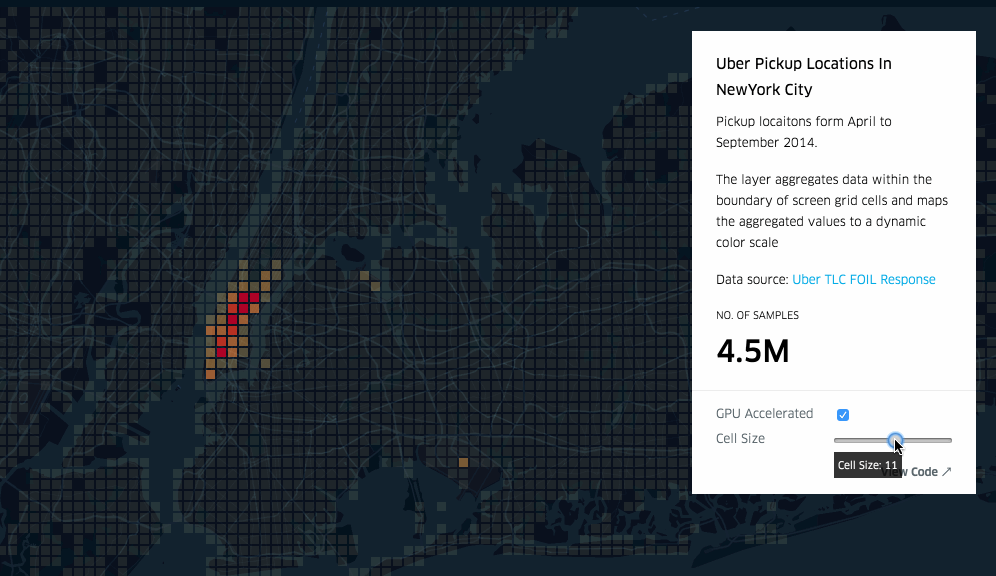 Uber Pickup Locations In
NewYork City
Pickup locaitons form April to
September 2014.
The layer aggregates data within the
boundary of screen grid cells and maps
the aggregated values to a dynamic
color scale
Data source: Uber TLC FOIL Response
NO. OF SAMPLES
4.5M
GPU Accelerated
Cell Size
Cell Size: 11
Code ↗